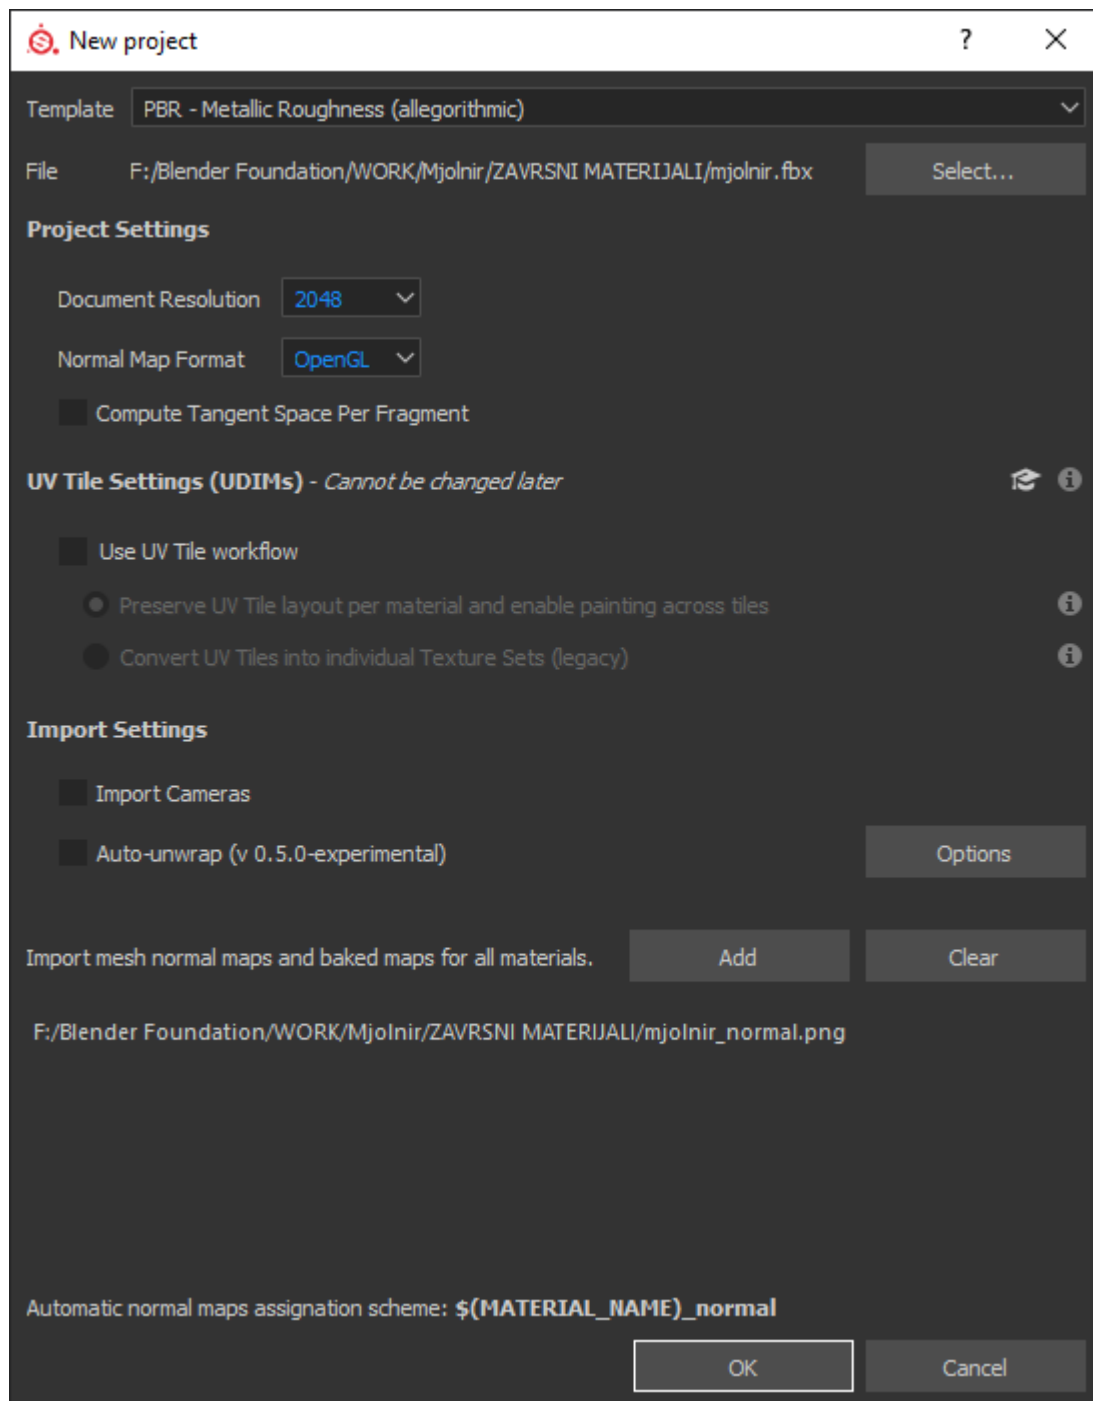 New project
Template PBR - Metallic Roughness (allegorithmic)
File F:/Blender Foundation/WORK/Mjolnir/ZAVRSNI MATERIJALI/mjolnir.fbx Select...
Project Settings
Document Resolution 2048
Normal Map Format OpenGL
Compute Tangent Space Per Fragment
UV Tile Settings (UDIMs) - Cannot be changed later
Use UV Tile workflow
Preserve UV Tile layout per material and enable painting across tiles
Convert UV Tiles into individual Texture Sets (legacy)
Import Settings
Import Cameras
Auto-unwrap (v 0.5.0-experimental) Options
Import mesh normal maps and baked maps for all materials. Add Clear
F:/Blender Foundation/WORK/Mjolnir/ZAVRSNI MATERIJALI/mjolnir_normal.png
Automatic normal maps assignation scheme: $(MATERIAL_NAME)_normal
OK Cancel